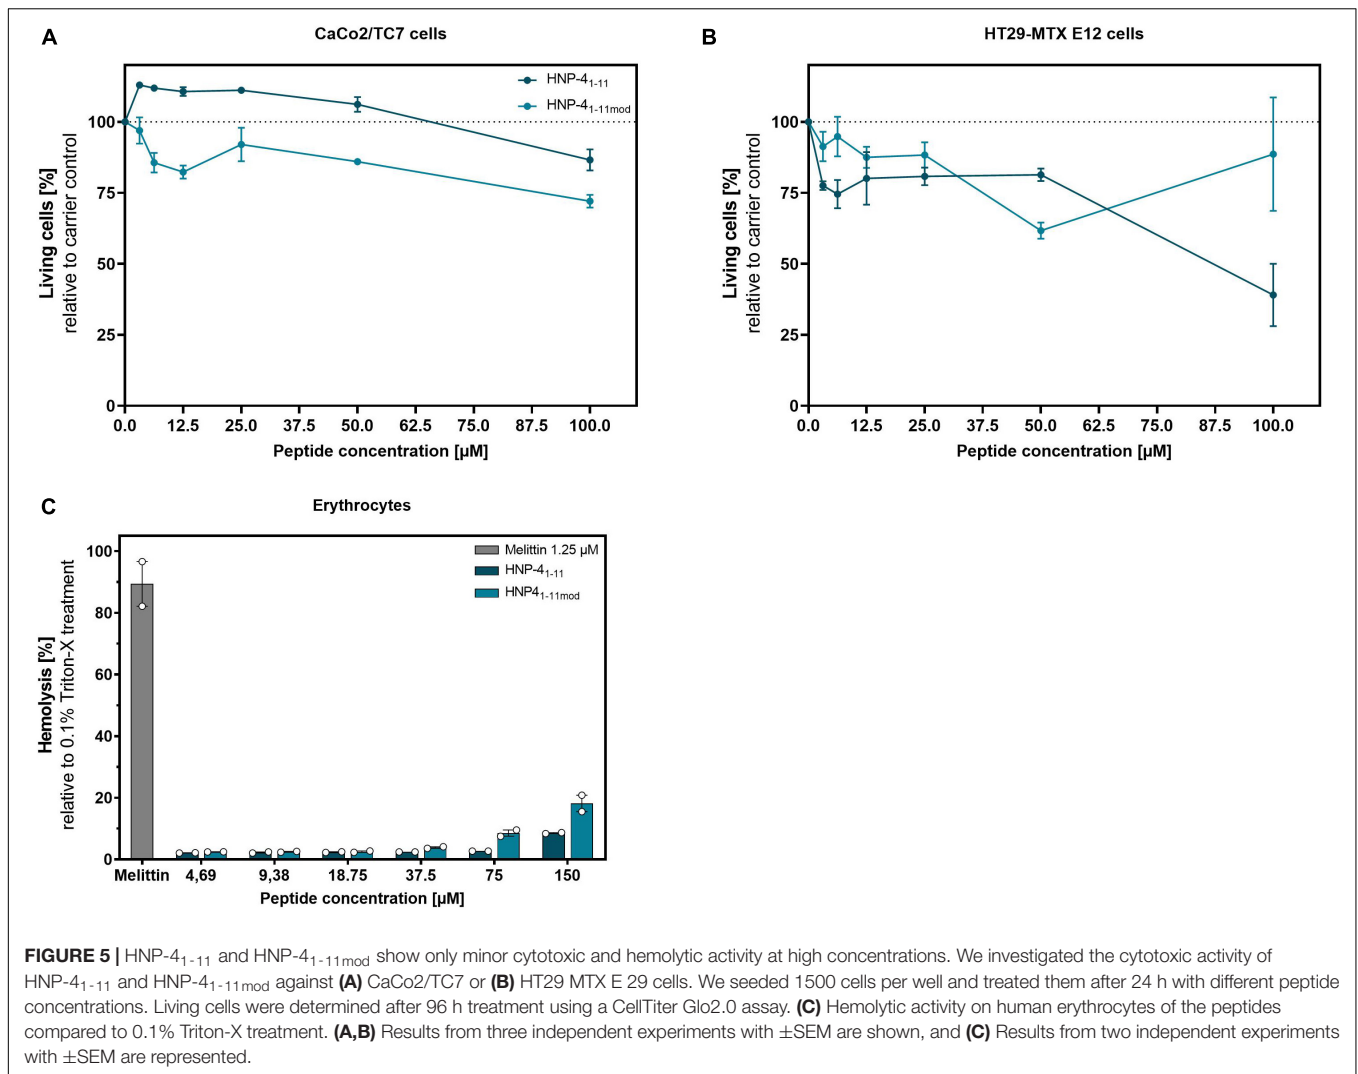 A
CaCo2/TC7 cells
HNP-41-11
HNP-41-11mod
Living cells [%]
relative to carrier control
100
75
50
25
0
0.0 12.5 25.0 37.5 50.0 62.5 75.0 87.5 100.0
Peptide concentration [µM]
B
HT29-MTX E12 cells
Living cells [%]
relative to carrier control
100
75
50
25
0
0.0 12.5 25.0 37.5 50.0 62.5 75.0 87.5 100.0
Peptide concentration [µM]
C
Erythrocytes
Melittin 1.25 µM
HNP-41-11
HNP41-11mod
Hemolysis [%]
relative to 0.1% Triton-X treatment
100
80
60
40
20
0
Melittin 4,69 9,38 18.75 37.5 75 150
Peptide concentration [µM]
FIGURE 5 | HNP-41-11 and HNP-41-11mod show only minor cytotoxic and hemolytic activity at high concentrations. We investigated the cytotoxic activity of
HNP-41-11 and HNP-41-11mod against (A) CaCo2/TC7 or (B) HT29 MTX E 29 cells. We seeded 1500 cells per well and treated them after 24 h with different peptide
concentrations. Living cells were determined after 96 h treatment using a CellTiter Glo2.0 assay. (C) Hemolytic activity on human erythrocytes of the peptides
compared to 0.1% Triton-X treatment. (A,B) Results from three independent experiments with ±SEM are shown, and (C) Results from two independent experiments
with ±SEM are represented.